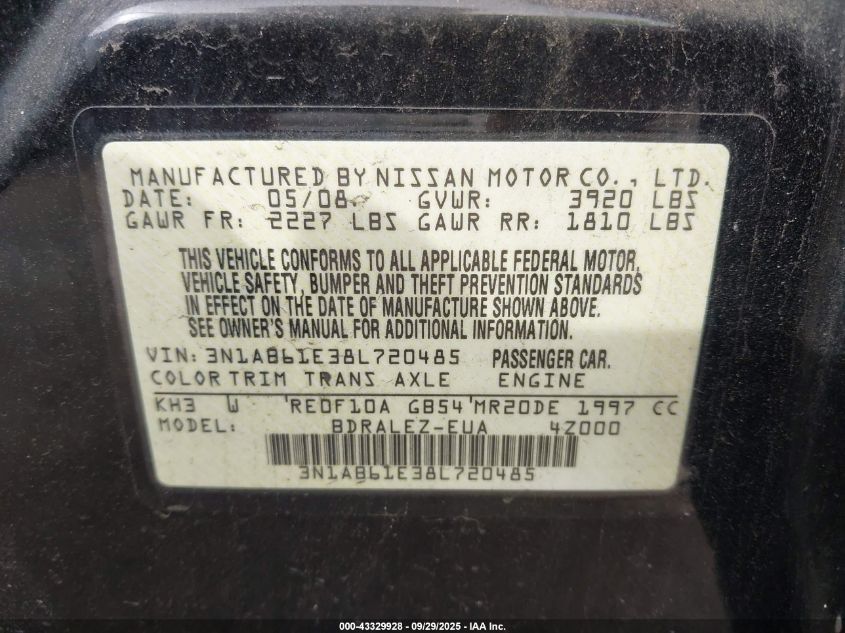 MANUFACTURED BY NISSAN MOTOR CO., LTD.
DATE: 05/08 GVWR: 3920 LBS
GAWR FR: 2227 LBS GAWR RR: 1810 LBS
THIS VEHICLE CONFORMS TO ALL APPLICABLE FEDERAL MOTOR,
VEHICLE SAFETY, BUMPER AND THEFT PREVENTION STANDARDS
IN EFFECT ON THE DATE OF MANUFACTURE SHOWN ABOVE.
SEE OWNER'S MANUAL FOR ADDITIONAL INFORMATION.
VIN: 3N1AB61E38L720485 PASSENGER CAR.
COLOR TRIM TRANS AXLE ENGINE
KH3 W RE0F10A GB54 MR20DE 1997 CC
MODEL: BDRALEZ-EUA 4Z000
3N1AB61E38L720485
000-43329928 - 09/29/2025 - IAA Inc.